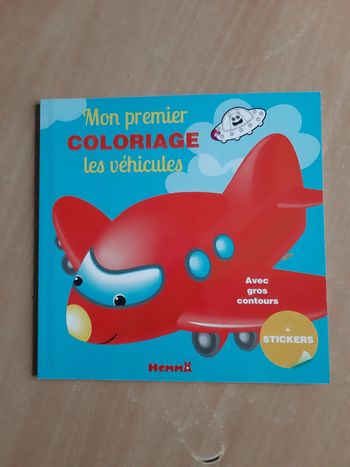 Mon premier
COLORIAGE
les véhicules
Avec
gros
contours
+
STICKERS
Hemma